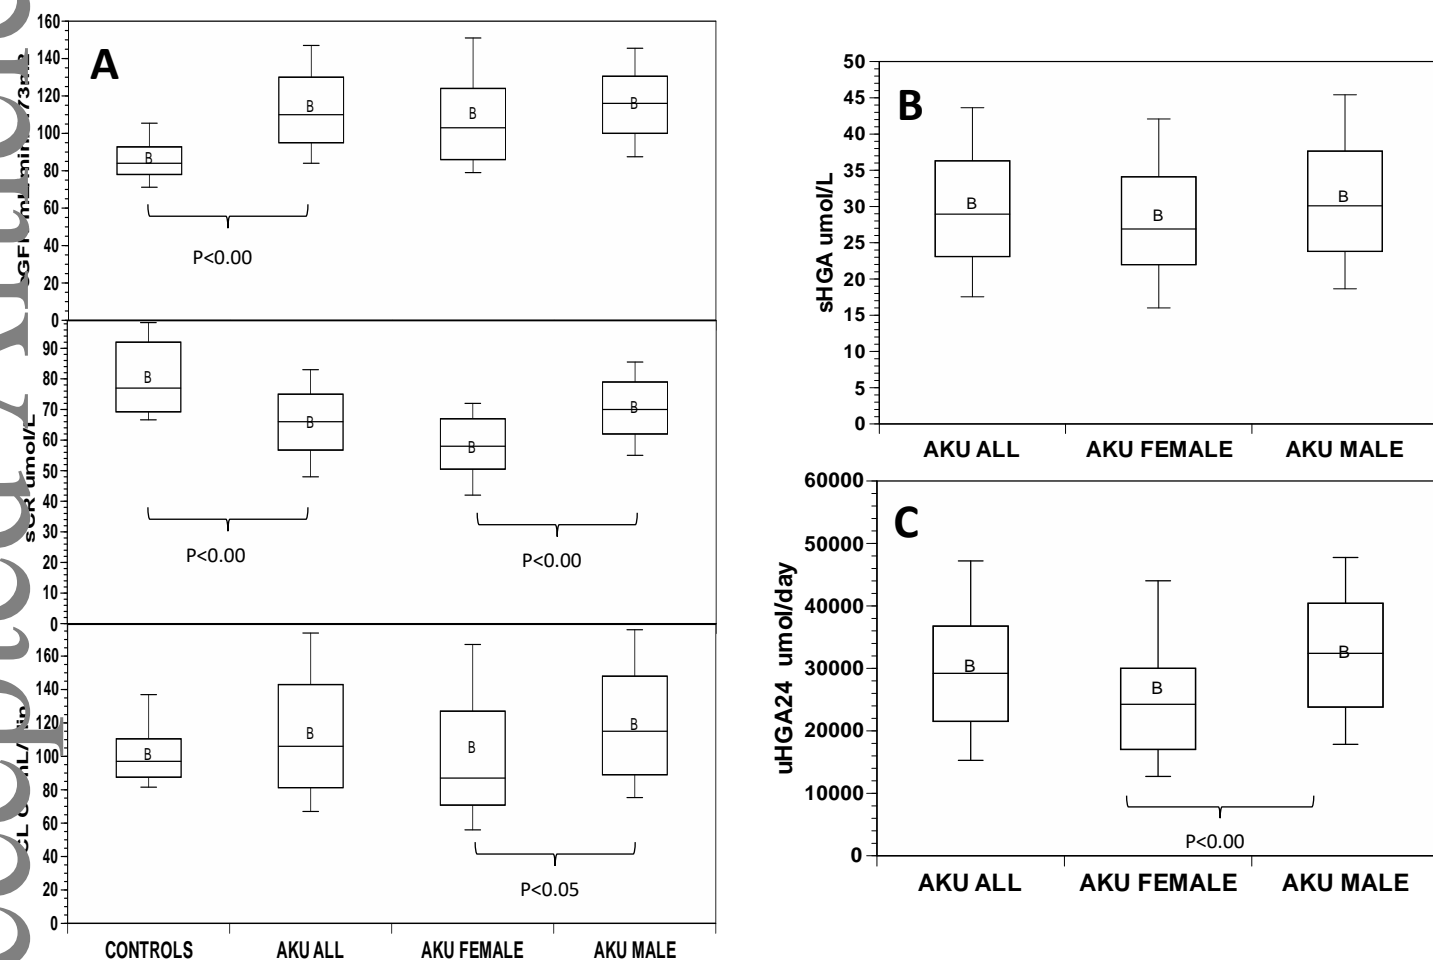 A
160
140
120
100
80
60
40
20
0
B
B
B
B
P<0.00
90
80
70
60
50
40
30
20
10
0
sCR umol/L
B
B
B
B
P<0.00
P<0.00
160
140
120
100
80
60
40
20
0
B
B
B
B
P<0.05
CONTROLS AKU ALL AKU FEMALE AKU MALE
B
sHGA umol/L
50
45
40
35
30
25
20
15
10
5
0
B
B
B
AKU ALL AKU FEMALE AKU MALE
C
uHGA24 umol/day
60000
50000
40000
30000
20000
10000
0
B
B
B
P<0.00
AKU ALL AKU FEMALE AKU MALE